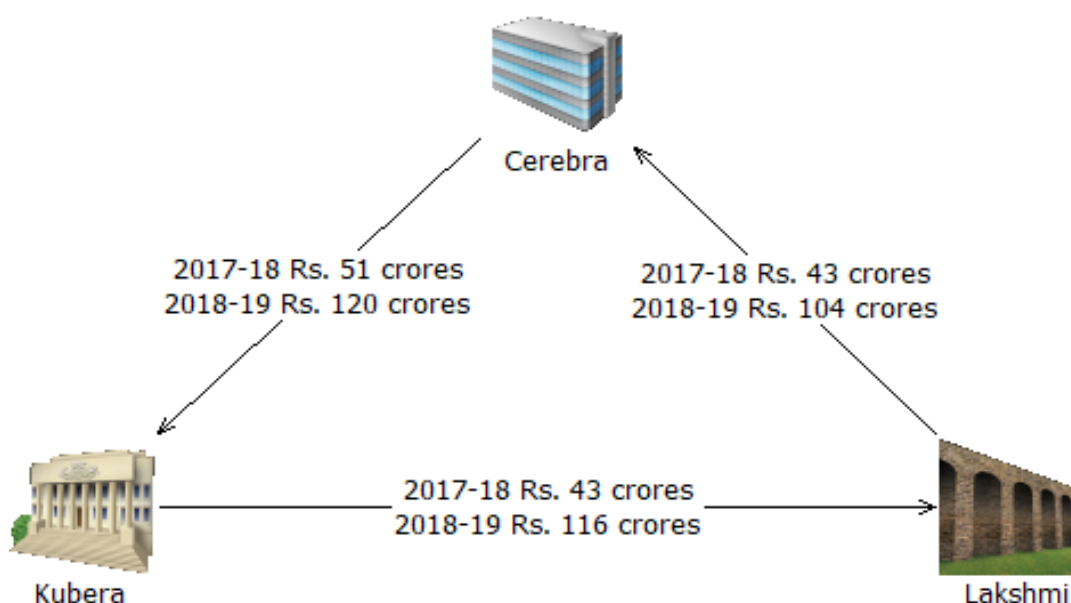 Cerebra
2017-18 Rs. 51 crores
2018-19 Rs. 120 crores
2017-18 Rs. 43 crores
2018-19 Rs. 104 crores
2017-18 Rs. 43 crores
2018-19 Rs. 116 crores
Kubera
Lakshmi